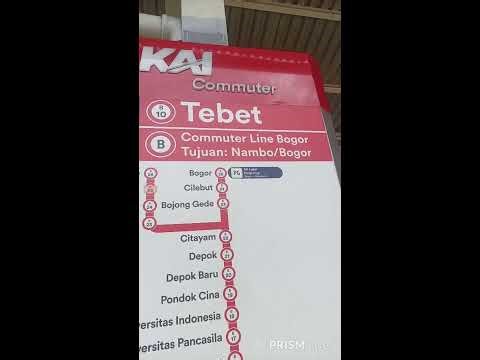 KAI
Commuter
B
10
Tebet
B
Commuter Line Bogor
Tujuan: Nambo/Bogor
Bogor
Cilebut
Bojong Gede
Citayam
Depok
Depok Baru
Pondok Cina
ersitas Indonesia
ersitas Pancasila
PRISM